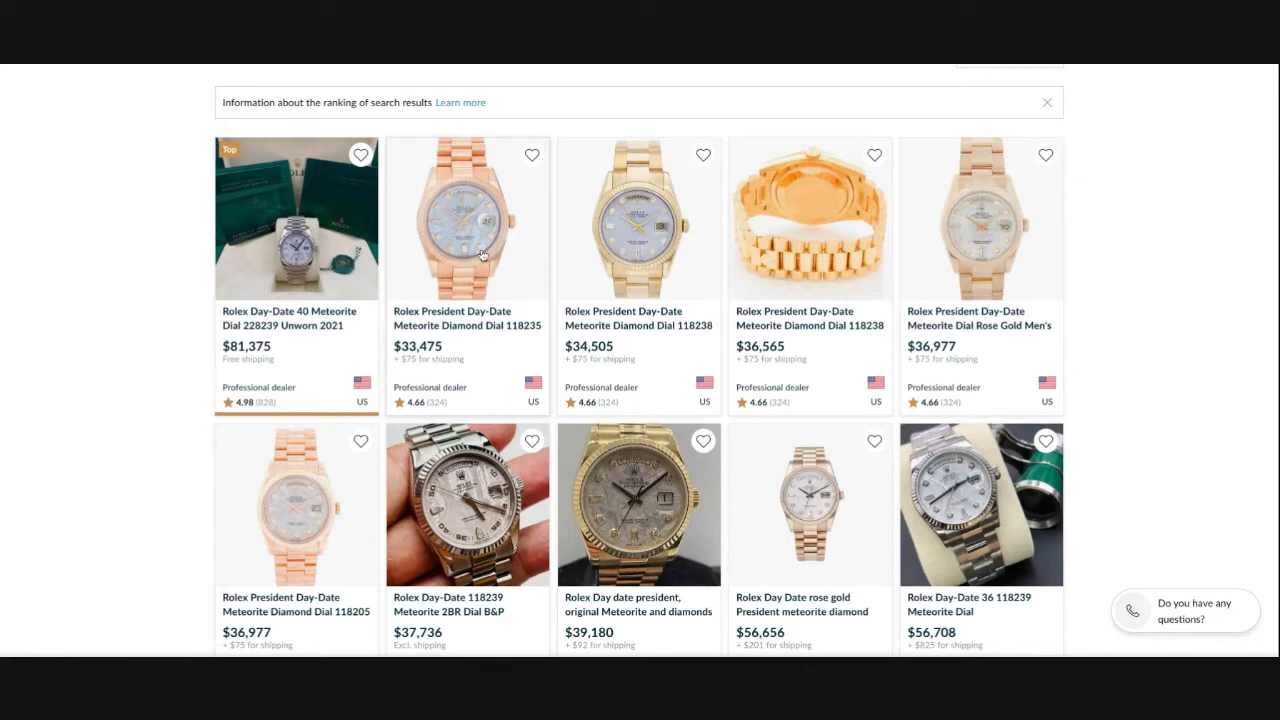 Information about the ranking of search results Learn more
Top
Rolex Day-Date 40 Meteorite
Dial 228239 Unworn 2021
$81,375
Free shipping
Professional dealer
4.98 (828)
US
Rolex President Day-Date
Meteorite Diamond Dial 118235
$33,475
+ $75 for shipping
Professional dealer
4.66 (324)
US
Rolex President Day-Date
Meteorite Diamond Dial 118238
$34,505
+ $75 for shipping
Professional dealer
4.66 (324)
US
Rolex President Day-Date
Meteorite Diamond Dial 118238
$36,565
+ $75 for shipping
Professional dealer
4.66 (324)
US
Rolex President Day-Date
Meteorite Dial Rose Gold Men's
$36,977
+ $75 for shipping
Professional dealer
4.66 (324)
US
Rolex President Day-Date
Meteorite Diamond Dial 118205
$36,977
+ $75 for shipping
Rolex Day-Date 118239
Meteorite 2BR Dial B&P
$37,736
Excl. shipping
Rolex Day date president,
original Meteorite and diamonds
$39,180
+ $92 for shipping
Rolex Day Date rose gold
President meteorite diamond
$56,656
+ $201 for shipping
Rolex Day-Date 36 118239
Meteorite Dial
$56,708
+ $825 for shipping
Do you have any
questions?